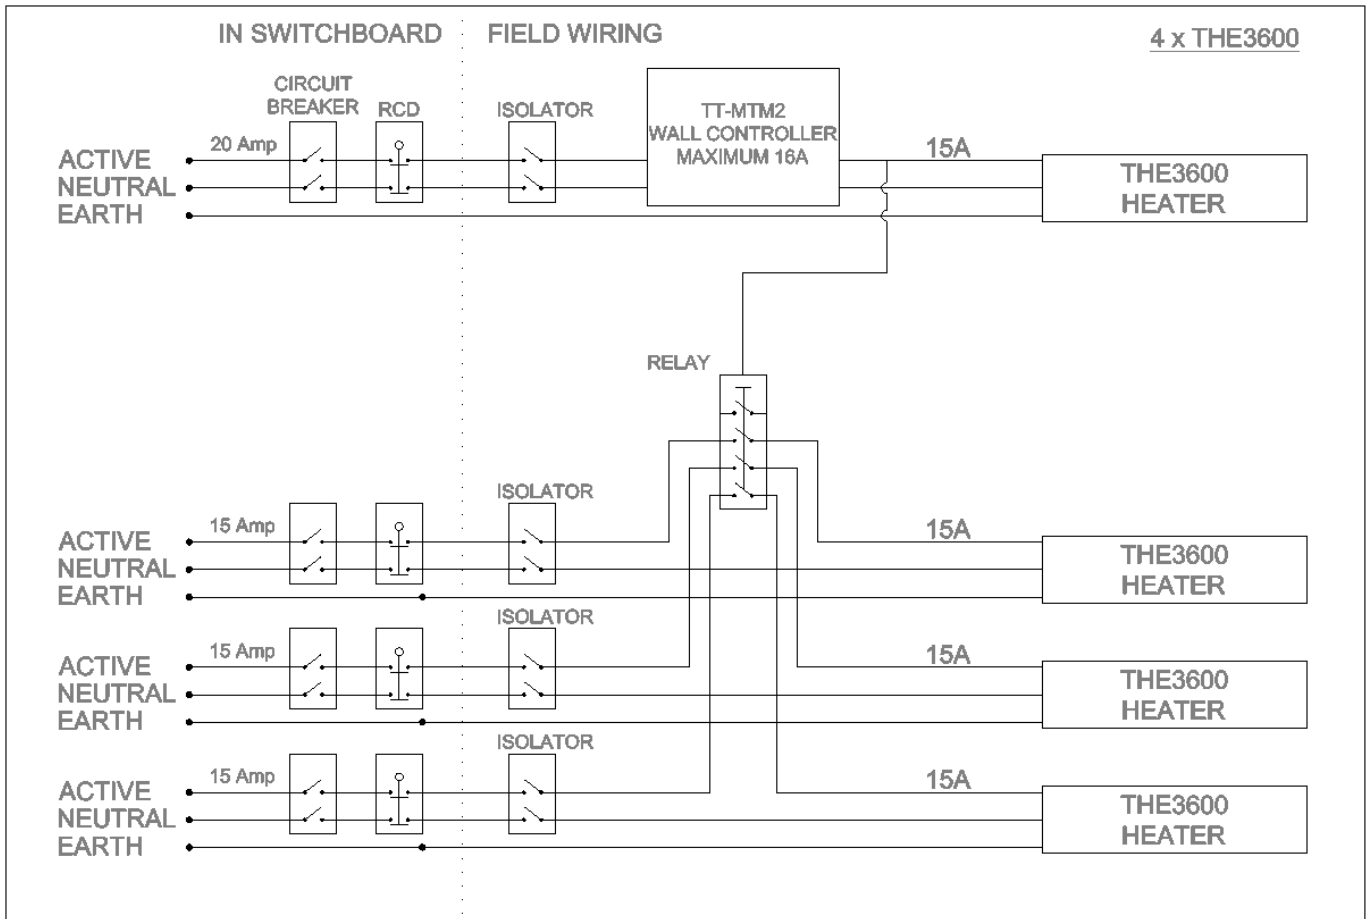 IN SWITCHBOARD
FIELD WIRING
4 x THE3600
CIRCUIT
BREAKER
RCD
ISOLATOR
TT-MTM2
WALL CONTROLLER
MAXIMUM 16A
20 Amp
15A
ACTIVE
NEUTRAL
EARTH
THE3600
HEATER
RELAY
ISOLATOR
15 Amp
15A
ACTIVE
NEUTRAL
EARTH
THE3600
HEATER
ISOLATOR
15 Amp
15A
ACTIVE
NEUTRAL
EARTH
THE3600
HEATER
ISOLATOR
15 Amp
15A
ACTIVE
NEUTRAL
EARTH
THE3600
HEATER